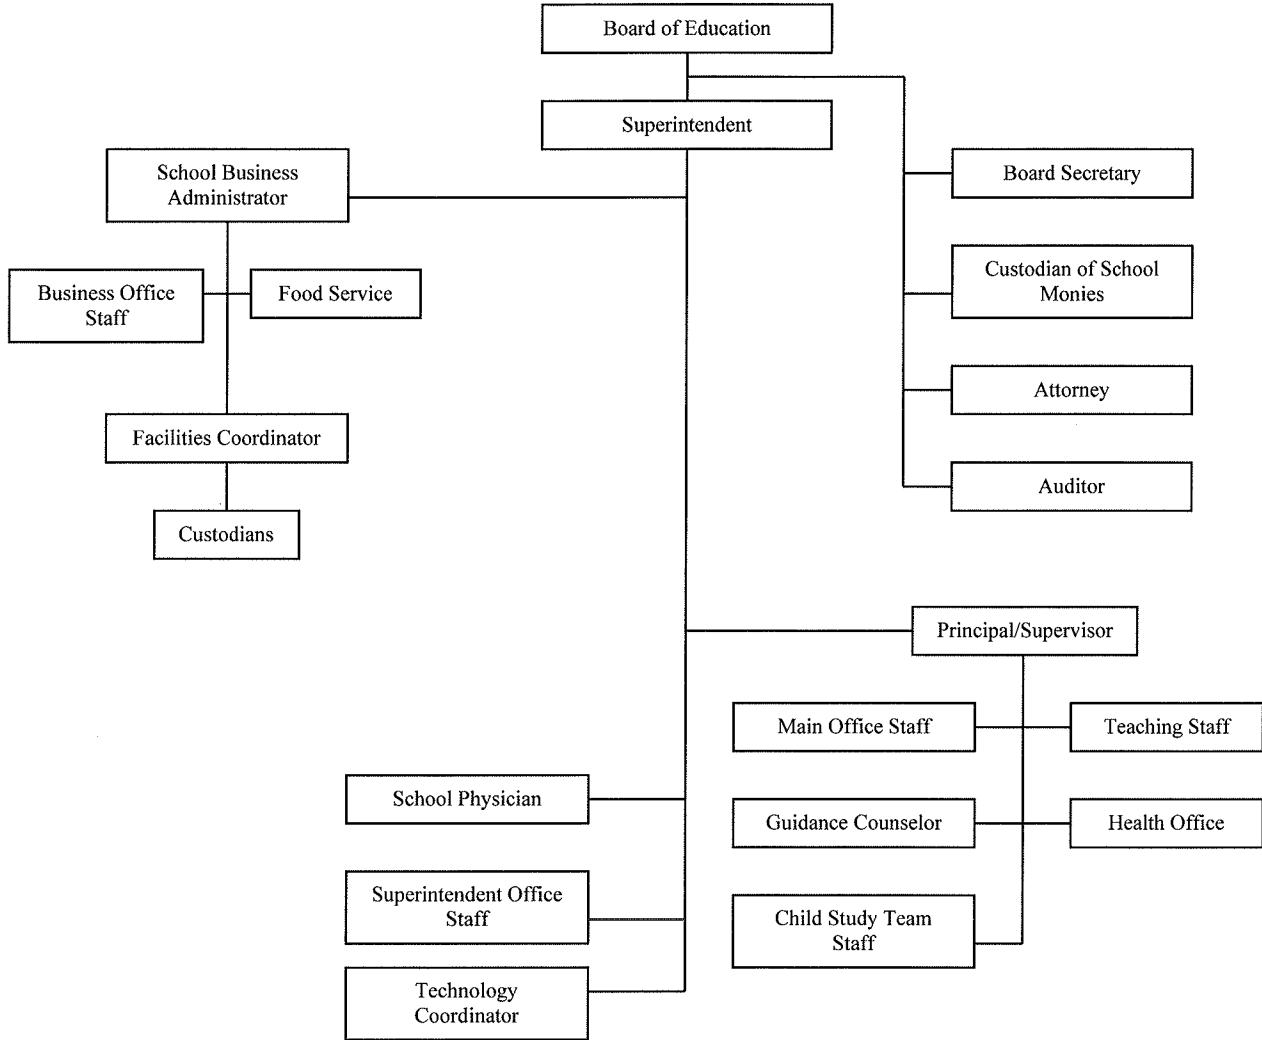 Board of Education
Superintendent
School Business
Administrator
Board Secretary
Business Office
Staff
Food Service
Custodian of School
Monies
Attorney
Facilities Coordinator
Auditor
Custodians
Principal/Supervisor
Main Office Staff
Teaching Staff
School Physician
Guidance Counselor
Health Office
Superintendent Office
Staff
Child Study Team
Staff
Technology
Coordinator